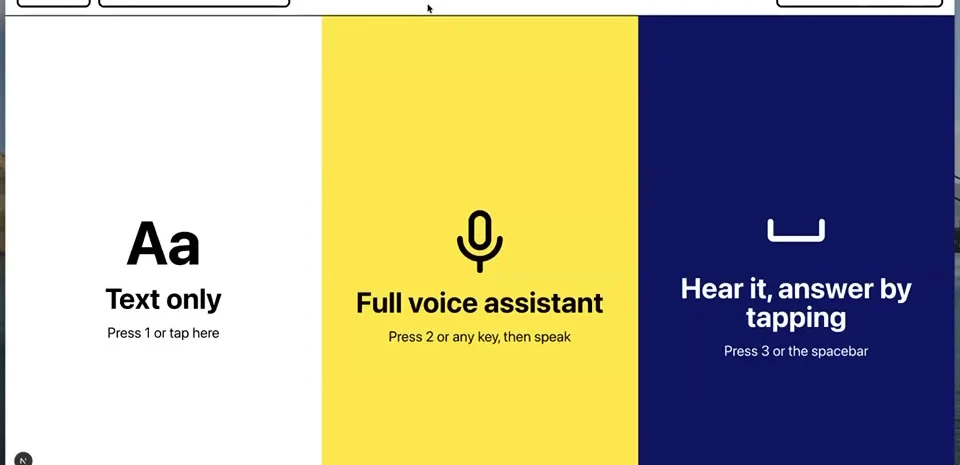 Aa
Text only
Press 1 or tap here
Full voice assistant
Press 2 or any key, then speak
Hear it, answer by
tapping
Press 3 or the spacebar
N